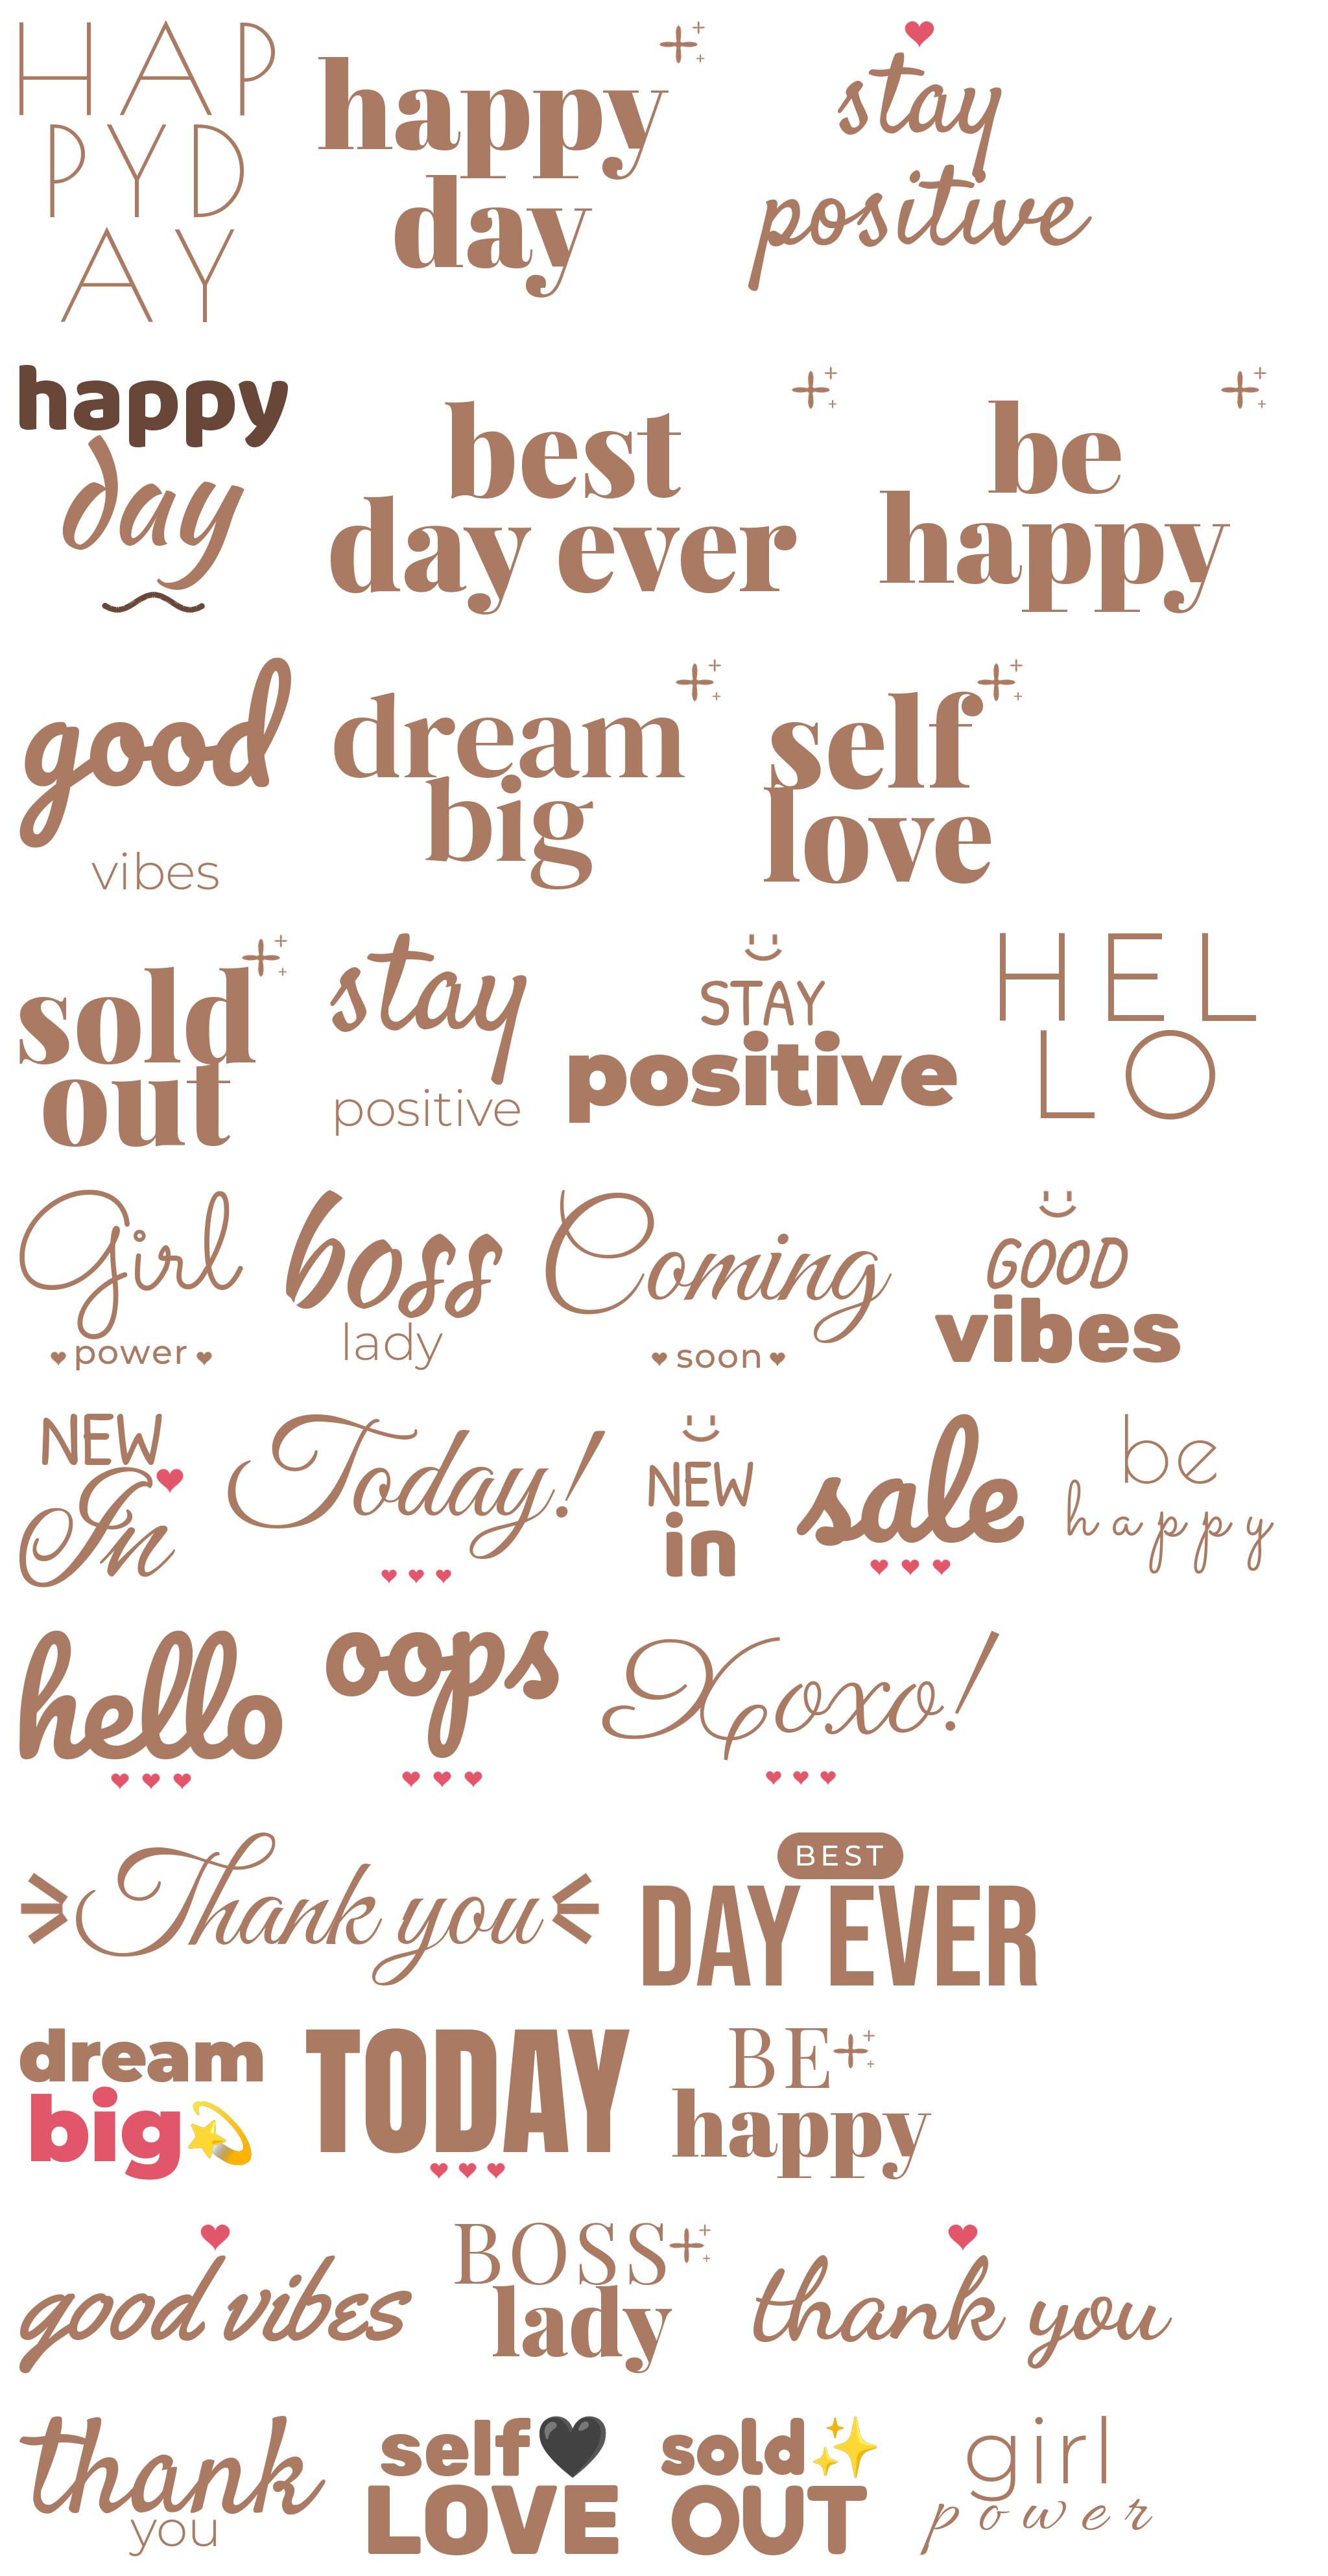 HAP
PYD
AY
happy
day
stay
positive
happy
day
best
day ever
be
happy
good
vibes
dream
big
self
love
sold
out
stay
positive
STAY
positive
HEL
LO
Girl
power
boss
lady
Coming
soon
GOOD
vibes
NEW
In
Today!
NEW
in
sale
be
happy
hello
oops
Xoxo!
Thank you
BEST
DAY EVER
dream
big
TODAY
BE
happy
good vibes
BOSS
lady
thank you
thank
you
self
LOVE
sold
OUT
girl
power